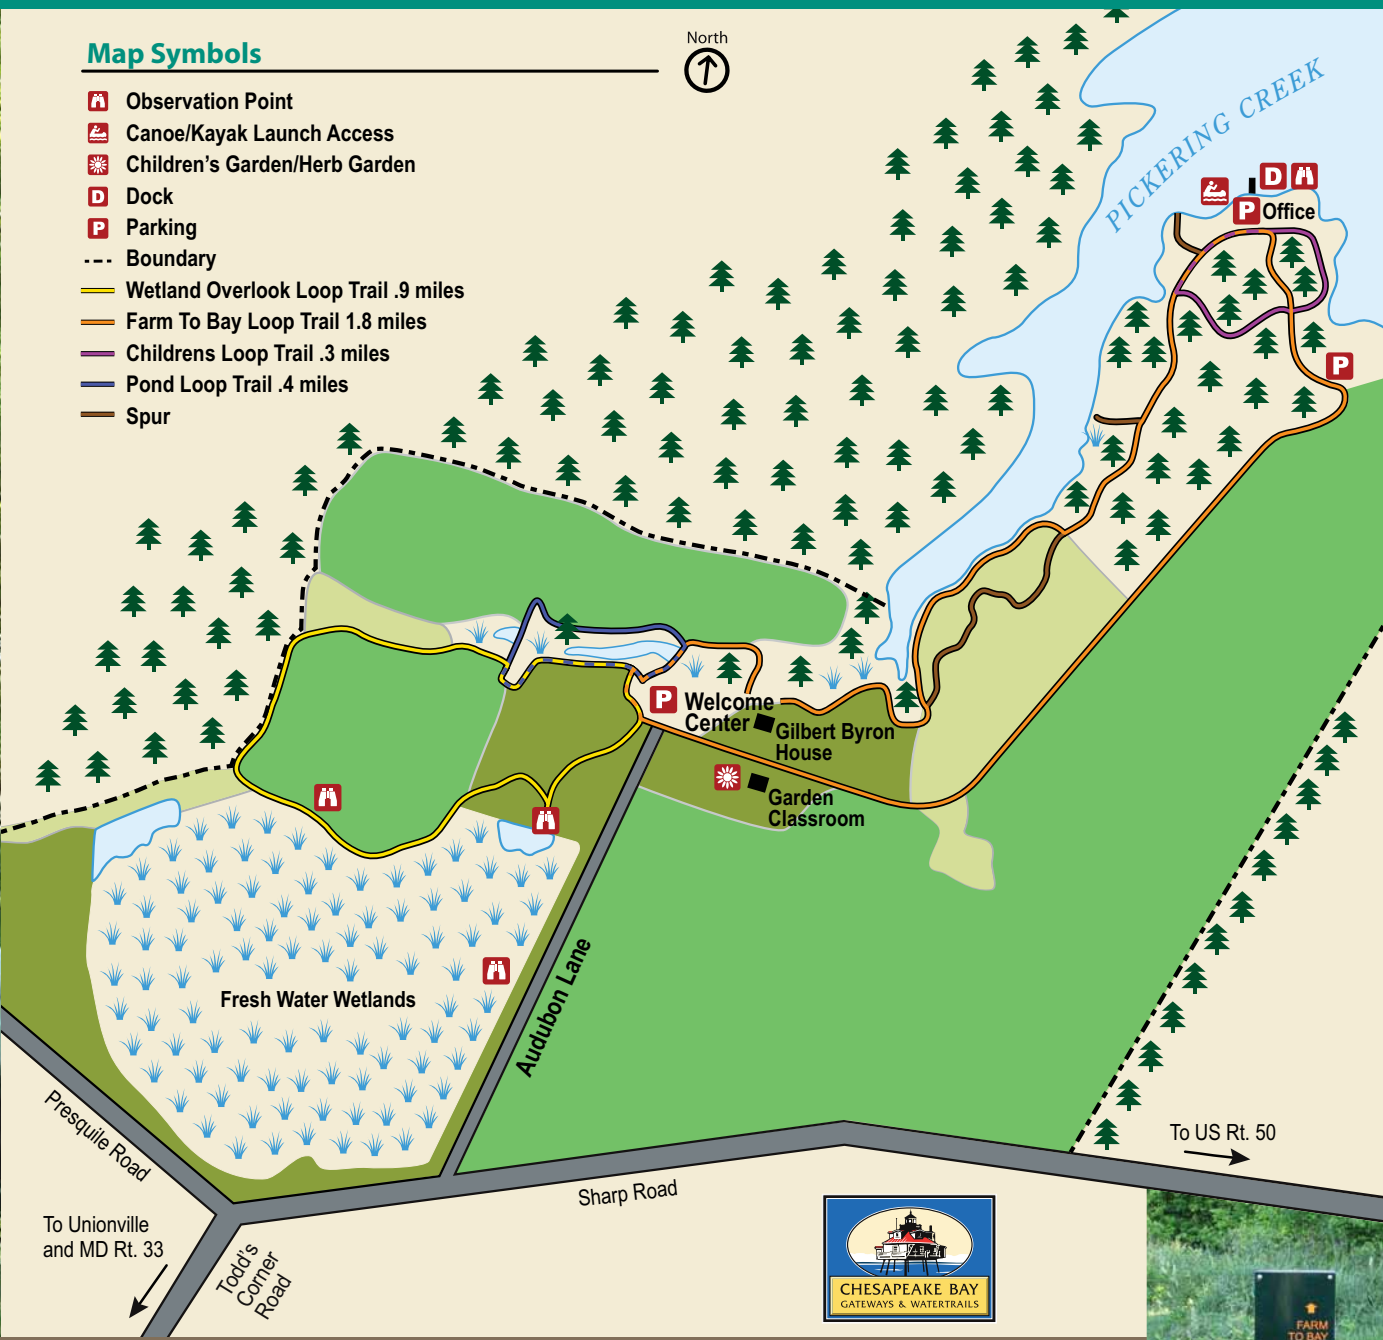 Map Symbols
North
Observation Point
Canoe/Kayak Launch Access
Children's Garden/Herb Garden
D Dock
P Parking
Boundary
Wetland Overlook Loop Trail .9 miles
Farm To Bay Loop Trail 1.8 miles
Childrens Loop Trail .3 miles
Pond Loop Trail .4 miles
Spur
PICKERING CREEK
D
P Office
P
P Welcome
Center
Gilbert Byron
House
Garden
Classroom
Fresh Water Wetlands
Audubon Lane
Presquile Road
To US Rt. 50
Sharp Road
To Unionville
and MD Rt. 33
Todd's
Corner
Road
CHESAPEAKE BAY
GATEWAYS & WATERTRAILS
FARM
TO BAY